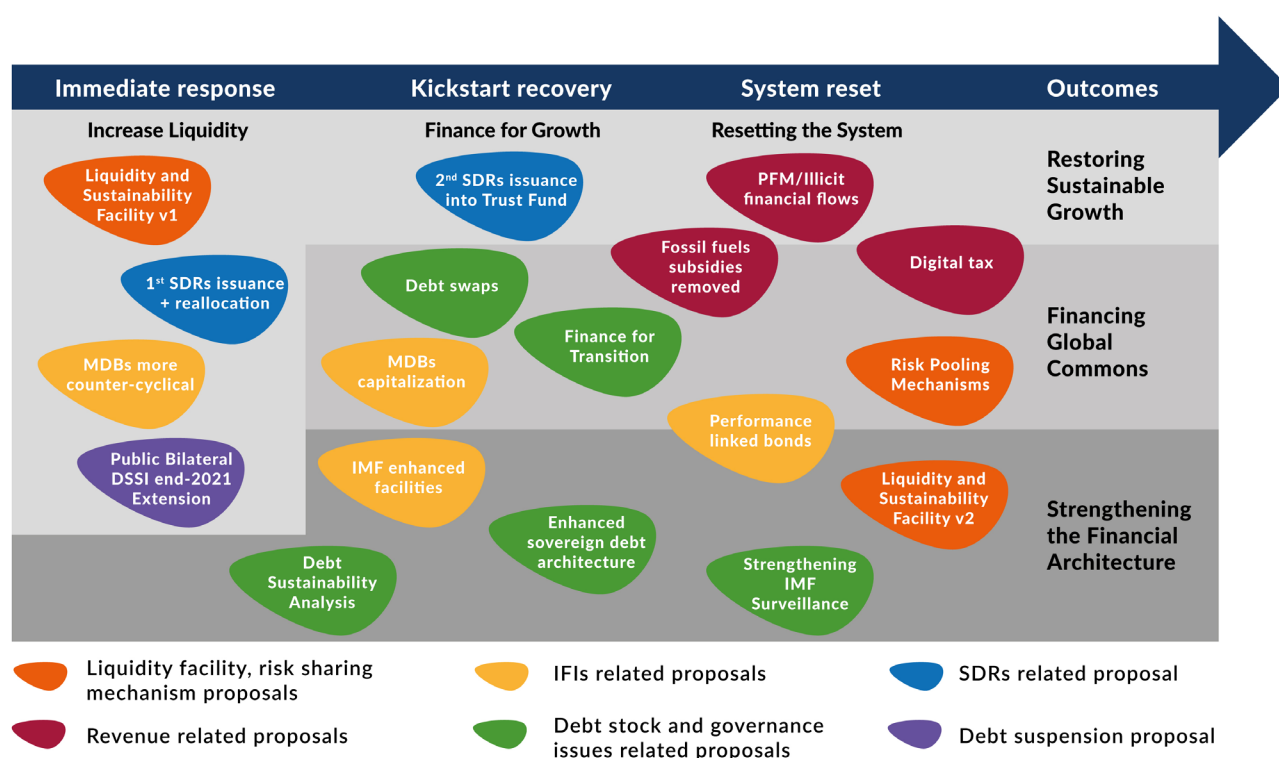 Immediate response
Kickstart recovery
System reset
Outcomes
Increase Liquidity
Finance for Growth
Resetting the System
Liquidity and
Sustainability
Facility v1
1st SDRs issuance
+ reallocation
MDBs more
counter-cyclical
Public Bilateral
DSSI end-2021
Extension
Debt
Sustainability
Analysis
2nd SDRs issuance
into Trust Fund
Debt swaps
Finance for
Transition
MDBs
capitalization
IMF enhanced
facilities
Enhanced
sovereign debt
architecture
PFM/Illicit
financial flows
Fossil fuels
subsidies
removed
Digital tax
Risk Pooling
Mechanisms
Performance
linked bonds
Liquidity and
Sustainability
Facility v2
Strengthening
IMF
Surveillance
Restoring
Sustainable
Growth
Financing
Global
Commons
Strengthening
the Financial
Architecture
Liquidity facility, risk sharing
mechanism proposals
IFIs related proposals
SDRs related proposal
Revenue related proposals
Debt stock and governance
issues related proposals
Debt suspension proposal